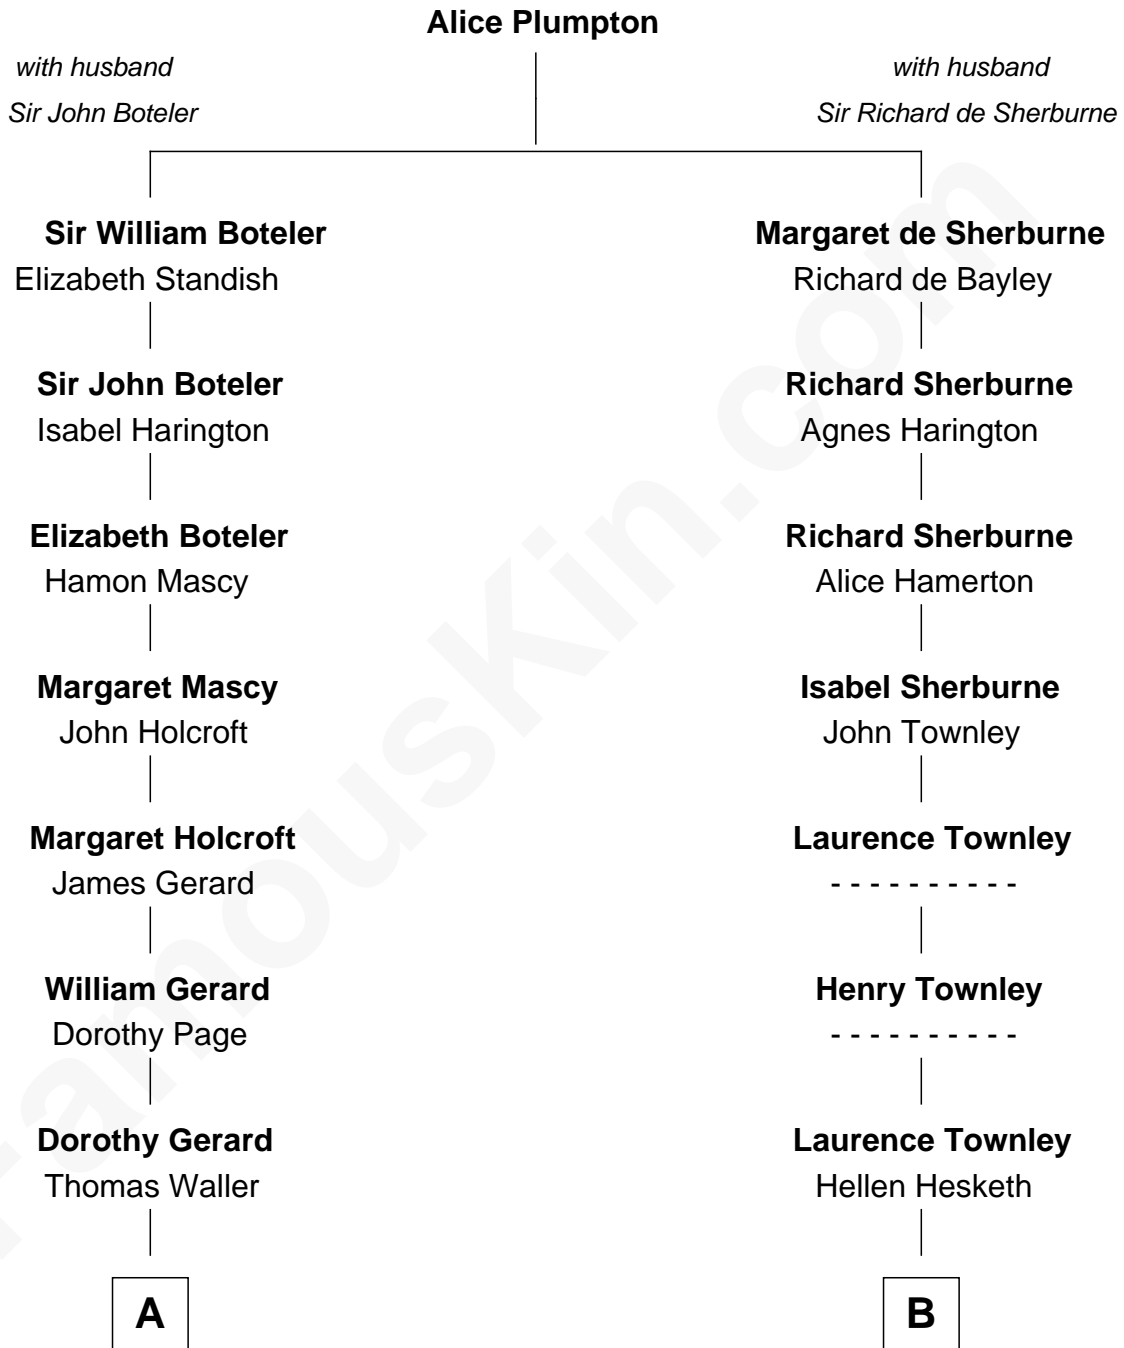 Alice Plumpton
with husband
Sir John Boteler
with husband
Sir Richard de Sherburne
Sir William Boteler
Elizabeth Standish
Margaret de Sherburne
Richard de Bayley
Sir John Boteler
Isabel Harington
Richard Sherburne
Agnes Harington
Elizabeth Boteler
Hamon Mascy
Richard Sherburne
Alice Hamerton
Margaret Mascy
John Holcroft
Isabel Sherburne
John Townley
Margaret Holcroft
James Gerard
Laurence Townley
- - - - - - - - - -
William Gerard
Dorothy Page
Henry Townley
- - - - - - - - - -
Dorothy Gerard
Thomas Waller
Laurence Townley
Hellen Hesketh
A
B
FamousKin.com